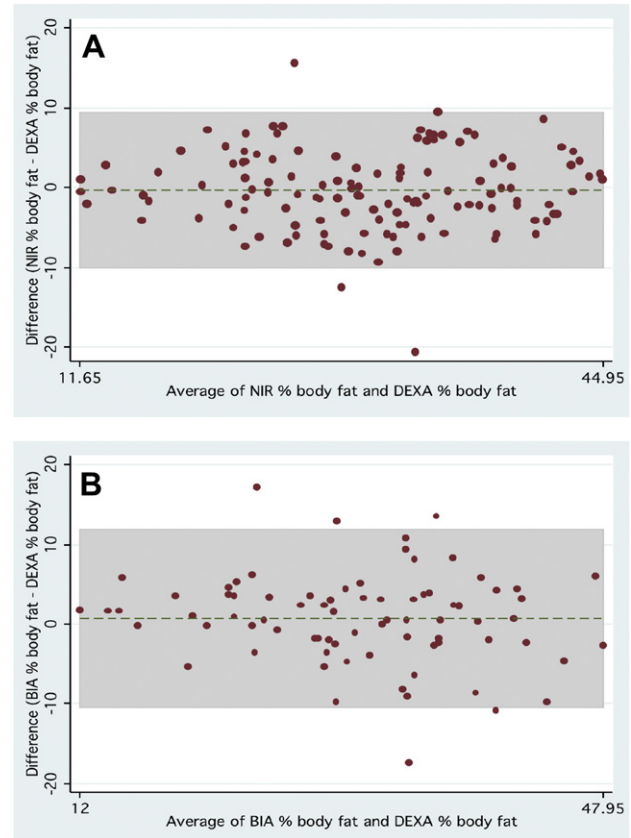 A
Difference (NIR % body fat - DEXA % body fat)
20
10
0
-10
-20
11.65
44.95
Average of NIR % body fat and DEXA % body fat
B
Difference (BIA % body fat - DEXA % body fat)
20
10
0
-10
-20
12
47.95
Average of BIA % body fat and DEXA % body fat